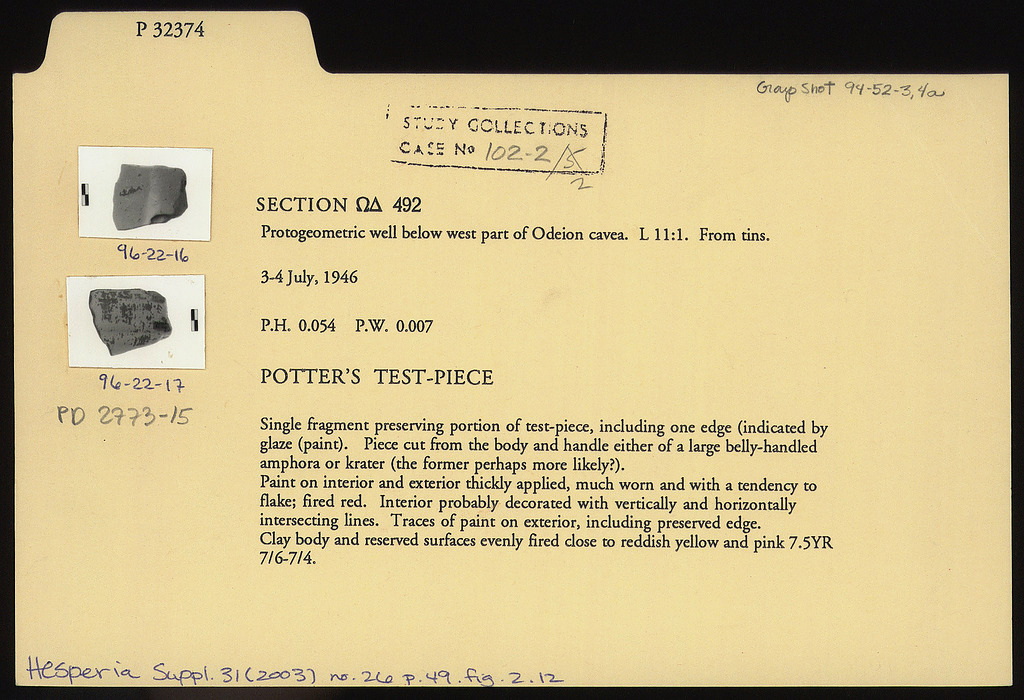 P 32374
Group Shot 94-52-3,4a
STUDY COLLECTIONS
CASE No 102-2/5
2
96-22-16
96-22-17
PD 2773-15
SECTION ΩΔ 492
Protogeometric well below west part of Odeion cavea. L 11:1. From tins.
3-4 July, 1946
P.H. 0.054 P.W. 0.007
POTTER'S TEST-PIECE
Single fragment preserving portion of test-piece, including one edge (indicated by
glaze (paint). Piece cut from the body and handle either of a large belly-handled
amphora or krater (the former perhaps more likely?).
Paint on interior and exterior thickly applied, much worn and with a tendency to
flake; fired red. Interior probably decorated with vertically and horizontally
intersecting lines. Traces of paint on exterior, including preserved edge.
Clay body and reserved surfaces evenly fired close to reddish yellow and pink 7.5YR
7/6-7/4.
Hesperia Suppl. 31 (2003) no. 26 p. 49. fig. 2.12